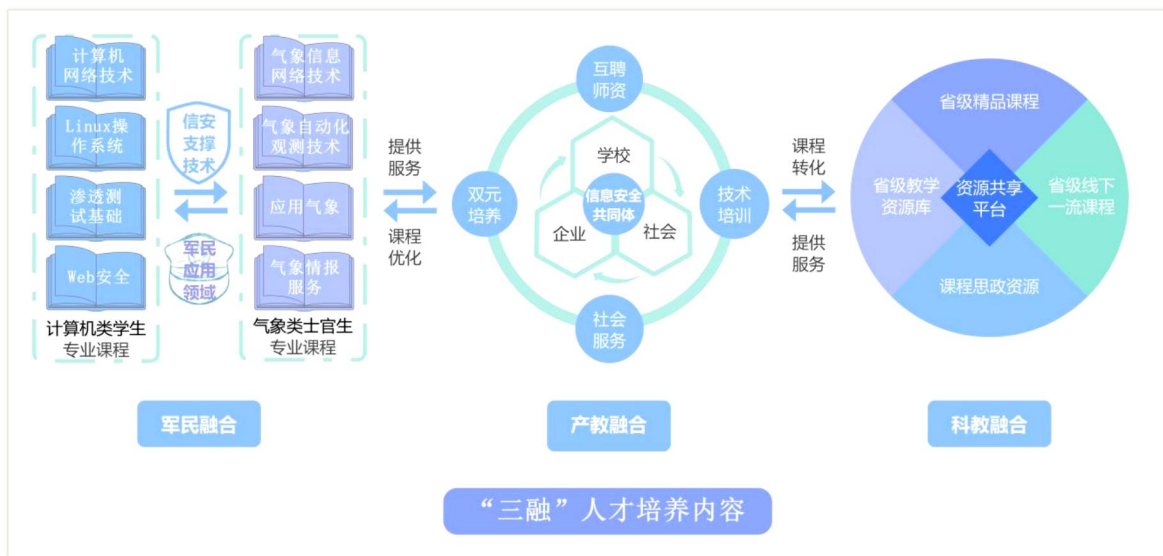 计算机
网络技术
Linux操
作系统
渗透测
试基础
Web安全
计算机类学生
专业课程
信安
支撑
技术
军民
应用
领域
气象信息
网络技术
气象自动化
观测技术
应用气象
气象情报
服务
气象类士官生
专业课程
军民融合
提供
服务
课程
优化
互聘
师资
双元
培养
学校
信息安全
共同体
企业
社会
技术
培训
社会
服务
产教融合
课程
转化
提供
服务
省级精品课程
省级教学
资源库
资源共享
平台
省级线下
一流课程
课程思政资源
科教融合
“三融”人才培养内容